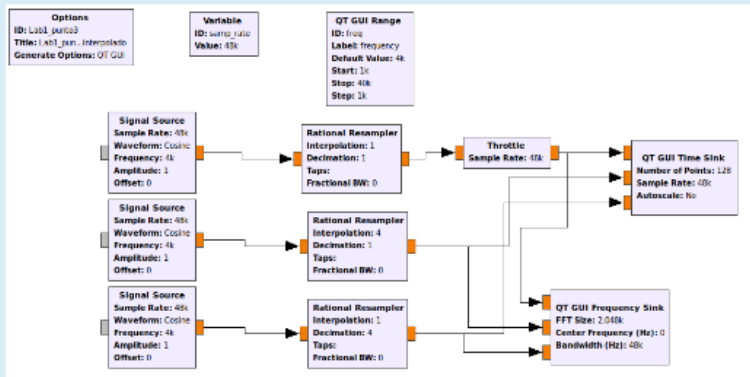 Options
ID: Lab1_punto3
Title: Lab1_pun...Interpolado
Generate Options: QT GUI
Variable
ID: samp_rate
Value: 48k
QT GUI Range
ID: freq
Label: frequency
Default Value: 4k
Start: 1k
Stop: 40k
Step: 1k
Signal Source
Sample Rate: 48k
Waveform: Cosine
Frequency: 4k
Amplitude: 1
Offset: 0
Rational Resampler
Interpolation: 1
Decimation: 1
Taps:
Fractional BW: 0
Throttle
Sample Rate: 48k
QT GUI Time Sink
Number of Points: 128
Sample Rate: 48k
Autoscale: No
Signal Source
Sample Rate: 48k
Waveform: Cosine
Frequency: 4k
Amplitude: 1
Offset: 0
Rational Resampler
Interpolation: 4
Decimation: 1
Taps:
Fractional BW: 0
Signal Source
Sample Rate: 48k
Waveform: Cosine
Frequency: 4k
Amplitude: 1
Offset: 0
Rational Resampler
Interpolation: 1
Decimation: 4
Taps:
Fractional BW: 0
QT GUI Frequency Sink
FFT Size: 2.048k
Center Frequency (Hz): 0
Bandwidth (Hz): 48k